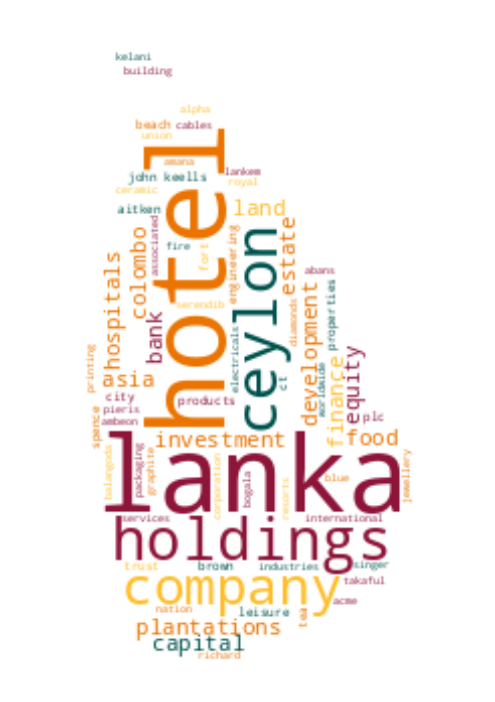 kelani
building
alpha
beach
cables
union
hotel
amana
lankem
john keells
royal
ceramic
aitken
land
associated
fire
fort
engineering
estate
ceylon
colombo
hospitals
bank
serendib
abans
diamonds
properties
development
electricals
ct
worldwide
finance
equity
printing
asia
city
products
pieris
plc
ambeon
spence
investment
food
lanka
balangoda
packaging
graphite
corporation
bogala
resorts
blue
jewellery
services
international
holdings
trust
brown
industries
singer
takaful
company
acme
nation
leisure
tea
plantations
capital
richard